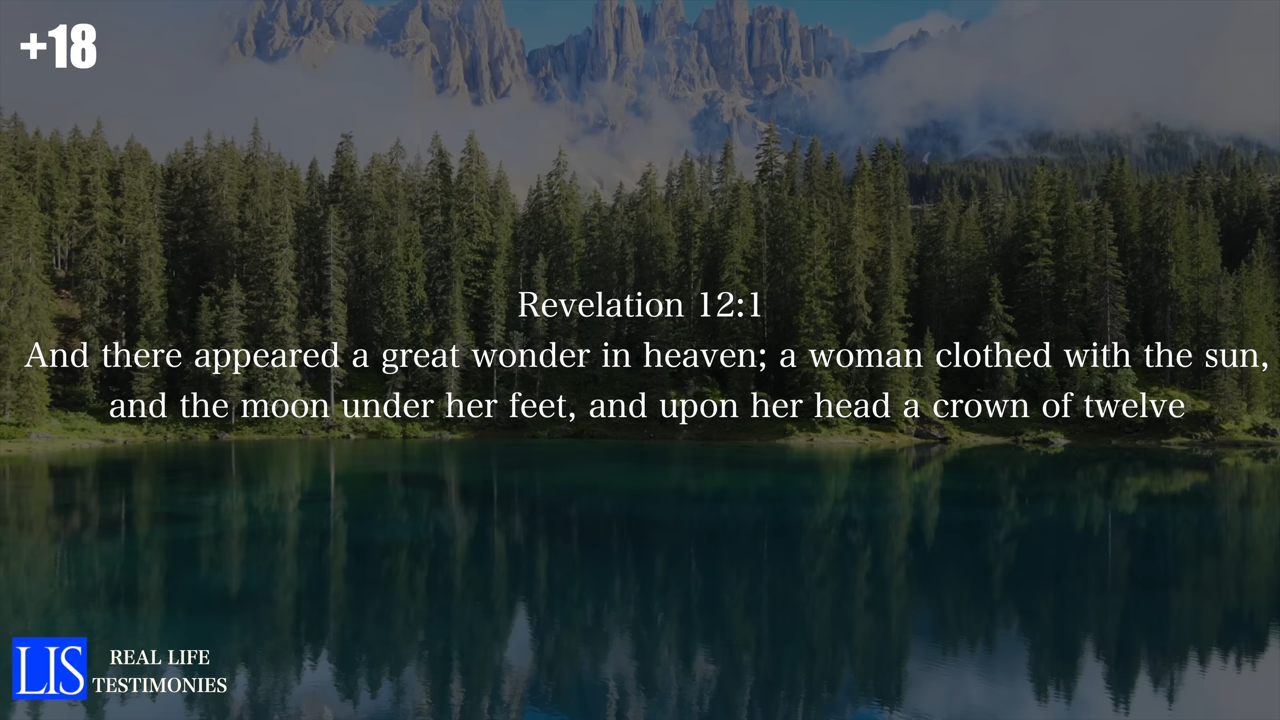 +18
Revelation 12:1
And there appeared a great wonder in heaven; a woman clothed with the sun,
and the moon under her feet, and upon her head a crown of twelve
LIS
REAL LIFE
TESTIMONIES